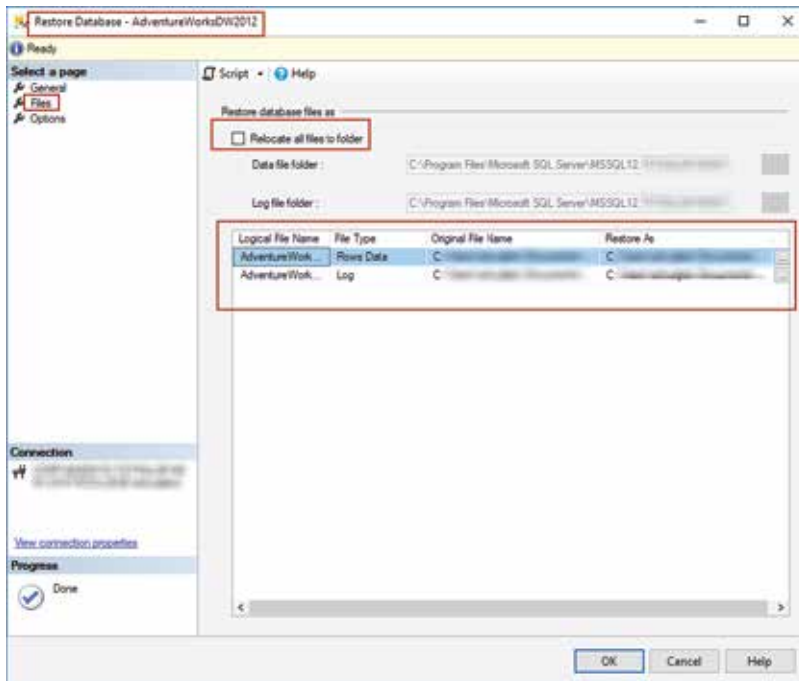 Restore Database - AdventureWorksDW2012
Ready
Select a page
General
Files
Options
Script Help
Restore database files as
Relocate all files to folder
Data file folder : C:\Program Files\Microsoft SQL Server\MSSQL12.
Log file folder : C:\Program Files\Microsoft SQL Server\MSSQL12.
Logical File Name File Type Original File Name Restore As
AdventureWork... Rows Data C: C:
AdventureWork... Log C: C:
Connection
View connection properties
Progress
Done
OK Cancel Help